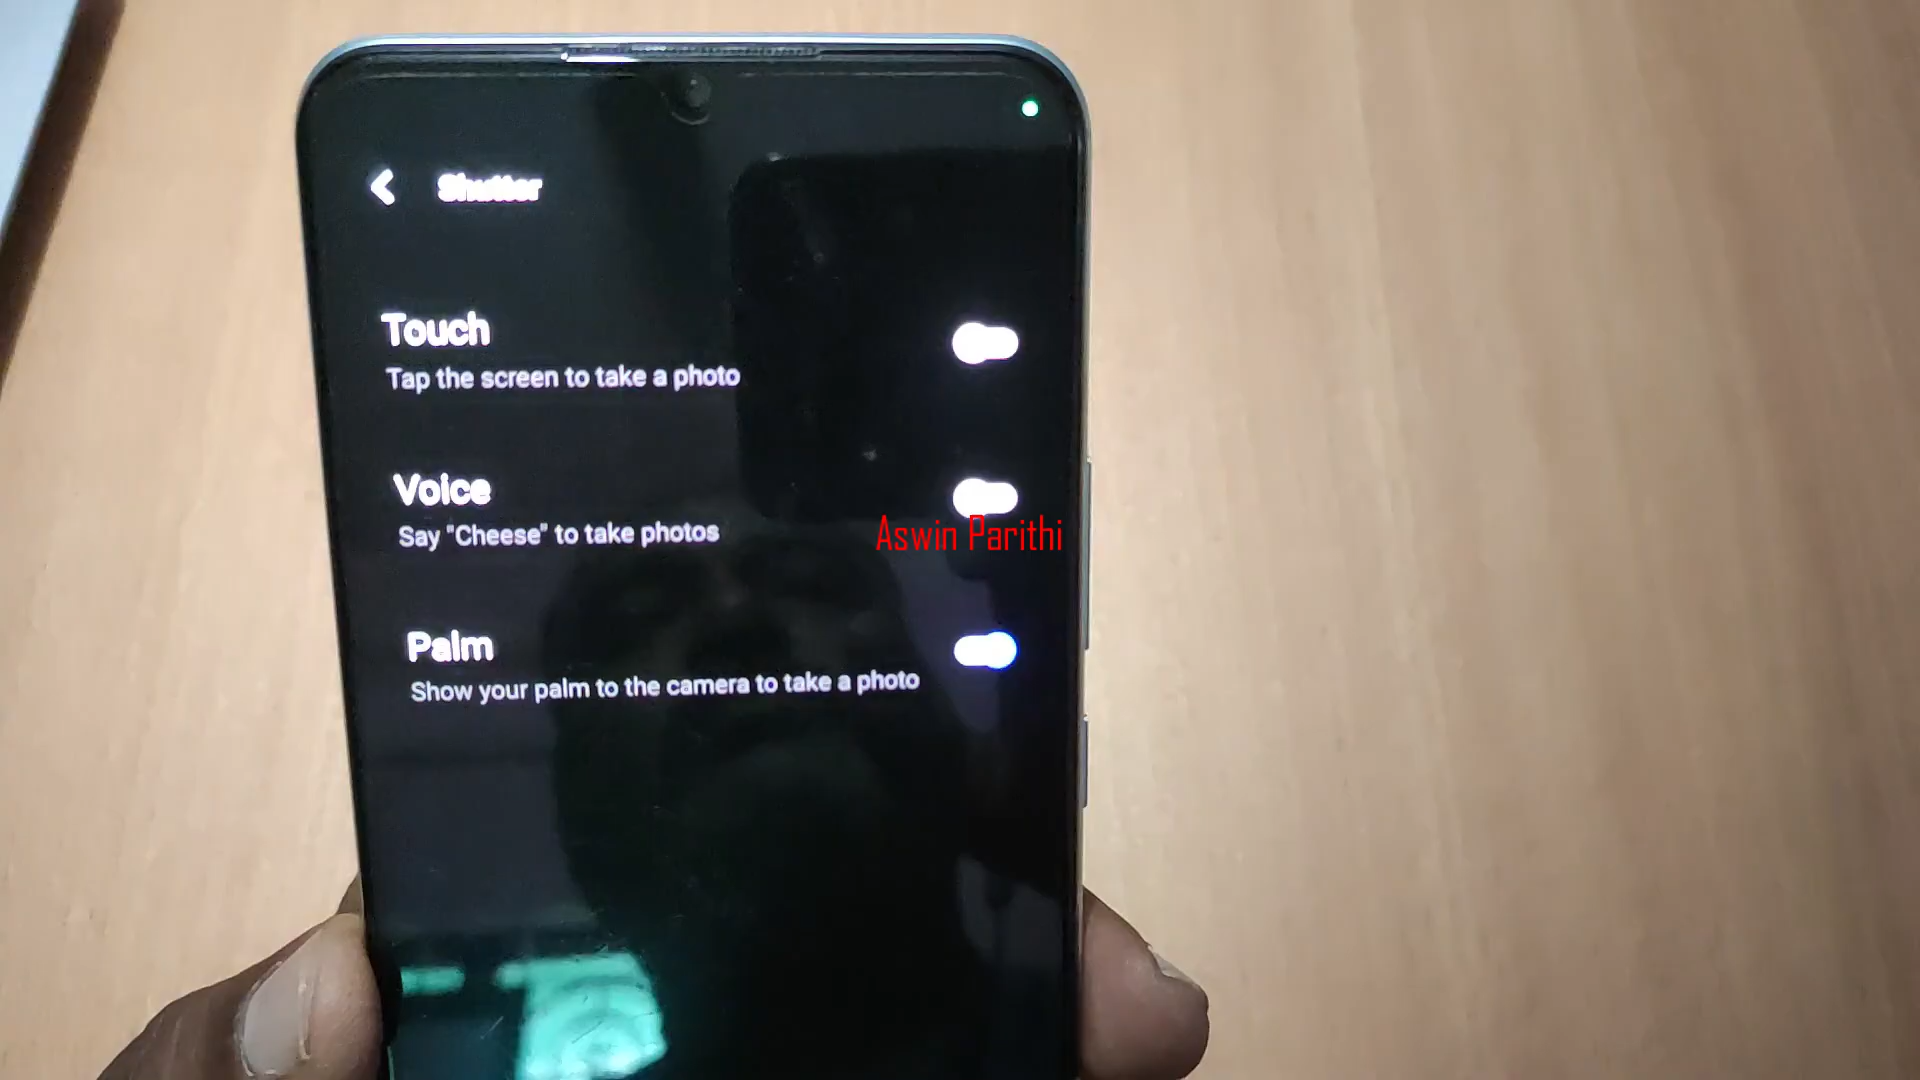 Shutter
Touch
Tap the screen to take a photo
Voice
Say "Cheese" to take photos
Aswin Parithi
Palm
Show your palm to the camera to take a photo